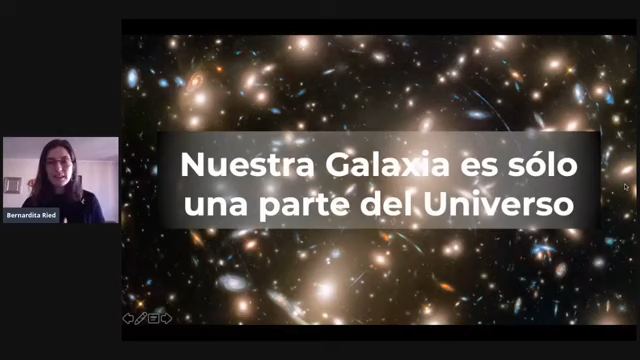 Nuestra Galaxia es sólo
una parte del Universo
Bernardita Ried